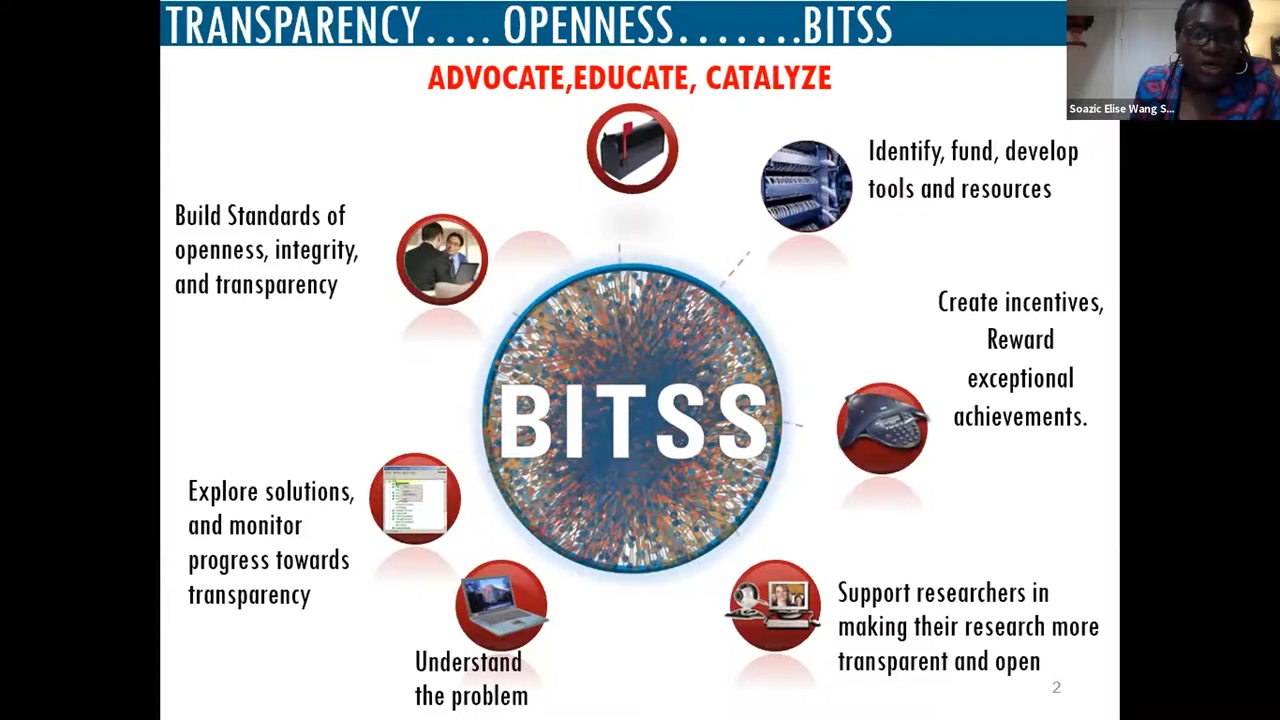 TRANSPARENCY.... OPENNESS.......BITSS
Soazic Elise Wang S...
ADVOCATE,EDUCATE, CATALYZE
Identify, fund, develop
tools and resources
Build Standards of
openness, integrity,
and transparency
Create incentives,
Reward
exceptional
achievements.
BITSS
Explore solutions,
and monitor
progress towards
transparency
Support researchers in
making their research more
transparent and open
Understand
the problem
2